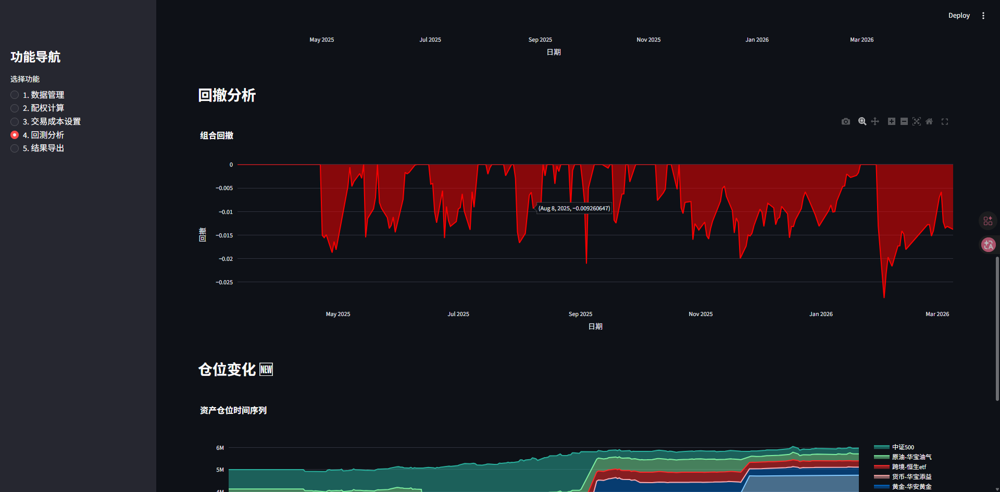 Deploy
功能导航
选择功能
1. 数据管理
2. 配权计算
3. 交易成本设置
4. 回测分析
5. 结果导出
May 2025 Jul 2025 Sep 2025 Nov 2025 Jan 2026 Mar 2026
日期
回撤分析
组合回撤
0
−0.005
(Aug 8, 2025, −0.009260647)
−0.01
−0.015
−0.02
−0.025
回撤
May 2025 Jul 2025 Sep 2025 Nov 2025 Jan 2026 Mar 2026
日期
仓位变化 NEW
资产仓位时间序列
6M
5M
4M
中证500
原油-华宝油气
跨境-恒生etf
货币-华宝添益
黄金-华安黄金